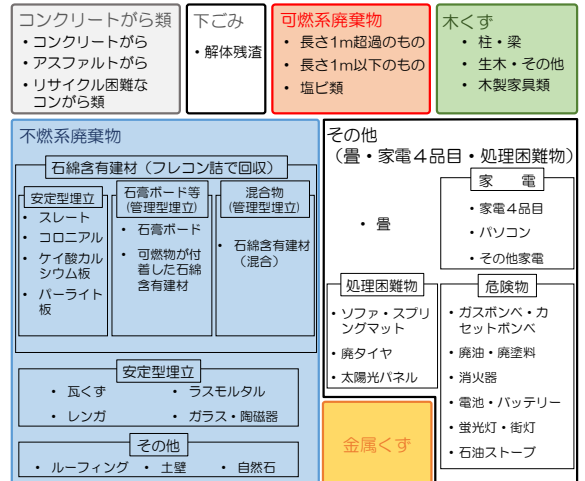 コンクリートがら類
・コンクリートがら
・アスファルトがら
・リサイクル困難な
コンがら類
下ごみ
・解体残渣
可燃系廃棄物
・ 長さ1m超過のもの
・ 長さ1m以下のもの
・ 塩ビ類
木くず
・ 柱・梁
・ 生木・その他
・ 木製家具類
不燃系廃棄物
石綿含有建材(フレコン詰で回収)
安定型埋立
・ スレート
・ コロニアル
・ ケイ酸カル
シウム板
・ パーライト
板
石膏ボード等
(管理型埋立)
・ 石膏ボード
・ 可燃物が付
着した石綿
含有建材
混合物
(管理型埋立)
・ 石綿含有建材
(混合)
安定型埋立
・ 瓦くず
・ ラスモルタル
・ レンガ
・ ガラス・陶磁器
その他
・ ルーフィング
・ 土壁
・ 自然石
その他
(畳・家電4品目・処理困難物)
・ 畳
家 電
・家電4品目
・パソコン
・その他家電
処理困難物
・ソファ・スプリ
ングマット
・廃タイヤ
・太陽光パネル
危険物
・ガスボンベ・カ
セットボンベ
・廃油・廃塗料
・消火器
・電池・バッテリー
・蛍光灯・街灯
・石油ストーブ
金属くず